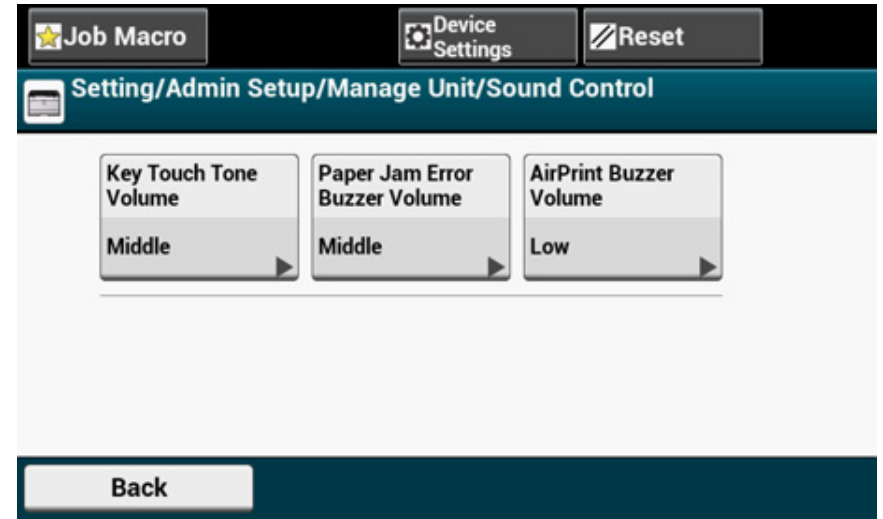 Job Macro
Device
Settings
Reset
Setting/Admin Setup/Manage Unit/Sound Control
Key Touch Tone
Volume
Middle
Paper Jam Error
Buzzer Volume
Middle
AirPrint Buzzer
Volume
Low
Back